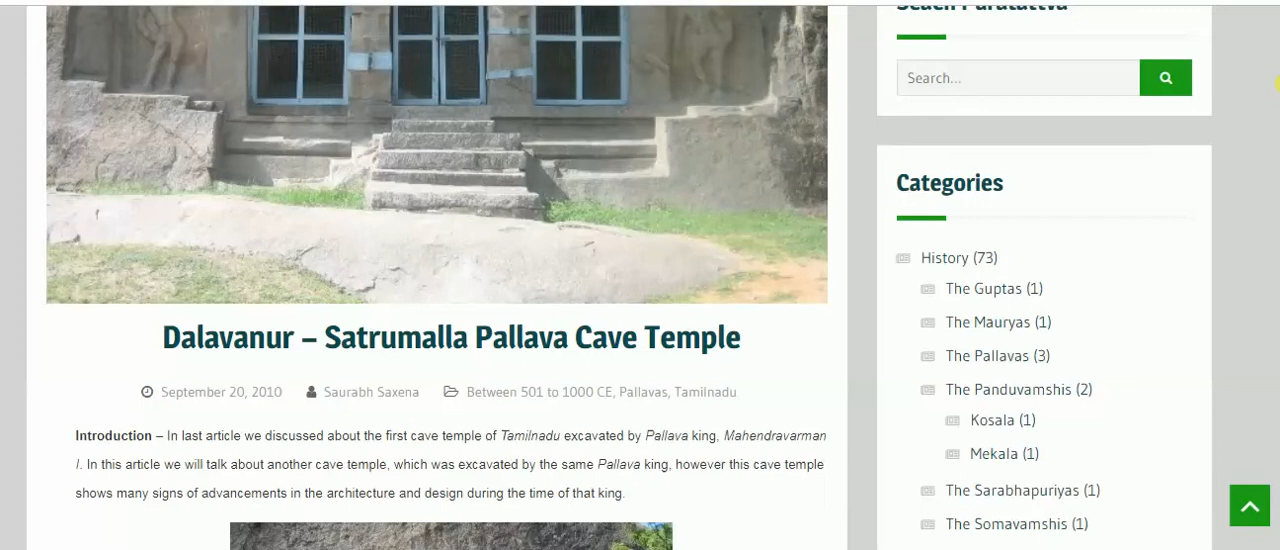 Search...
Categories
History (73)
The Guptas (1)
The Mauryas (1)
The Pallavas (3)
The Panduvamshis (2)
Kosala (1)
Mekala (1)
The Sarabhapuriyas (1)
The Somavamshis (1)
Dalavanur – Satrumalla Pallava Cave Temple
September 20, 2010 Saurabh Saxena Between 501 to 1000 CE, Pallavas, Tamilnadu
Introduction – In last article we discussed about the first cave temple of Tamilnadu excavated by Pallava king, Mahendravarman
I. In this article we will talk about another cave temple, which was excavated by the same Pallava king, however this cave temple
shows many signs of advancements in the architecture and design during the time of that king.